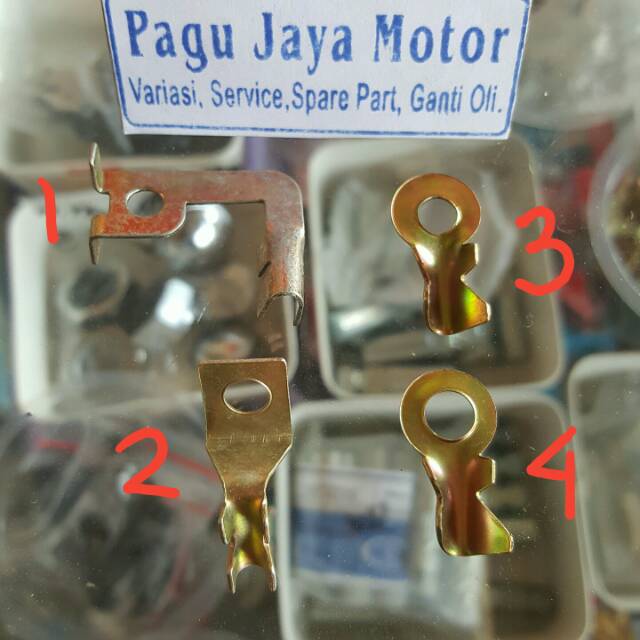 Pagu Jaya Motor
Variasi, Service,Spare Part, Ganti Oli.
1
3
2
4